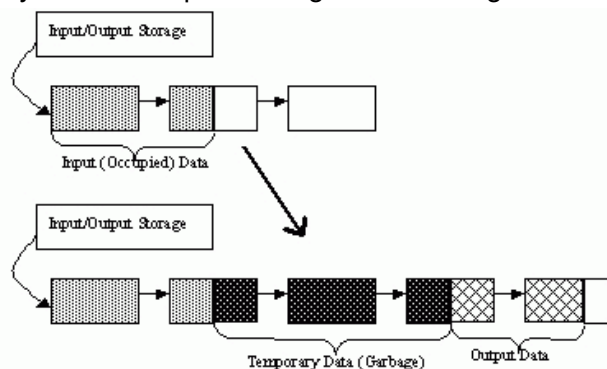 Input/Output Storage
Input (Occupied) Data
Input/Output Storage
Temporary Data (Garbage)
Output Data